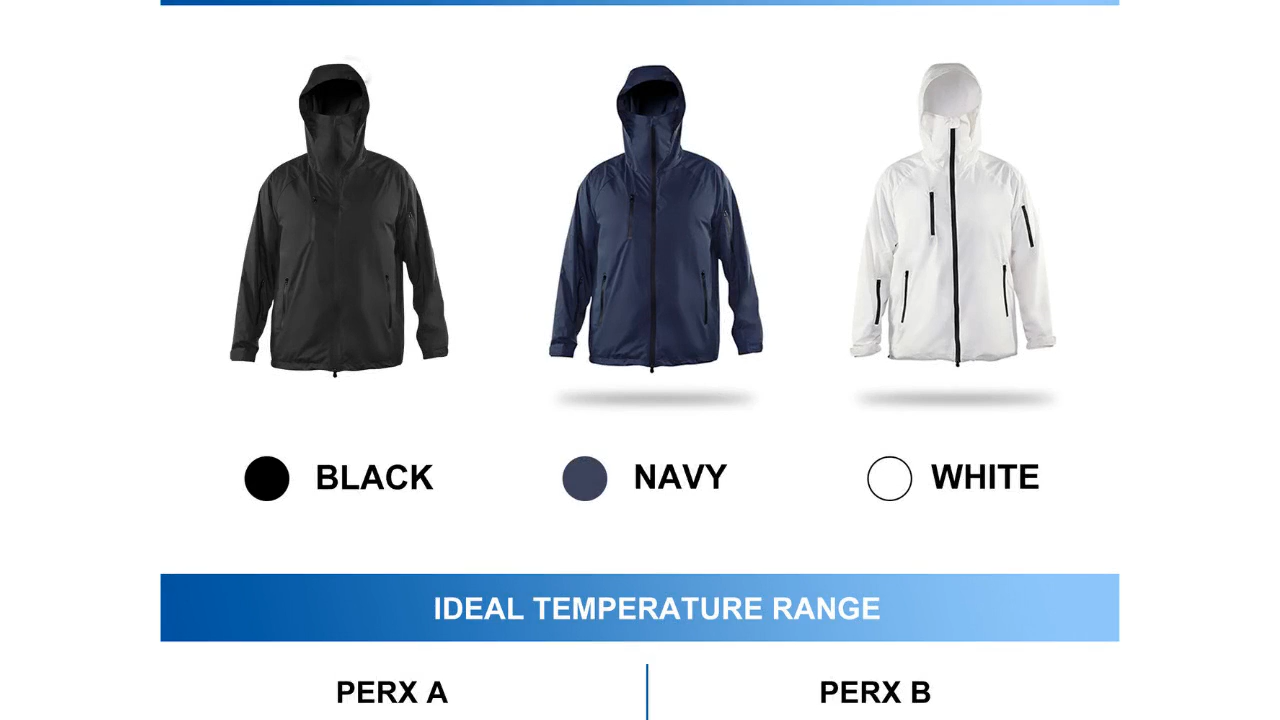 BLACK
NAVY
WHITE
IDEAL TEMPERATURE RANGE
PERX A
PERX B